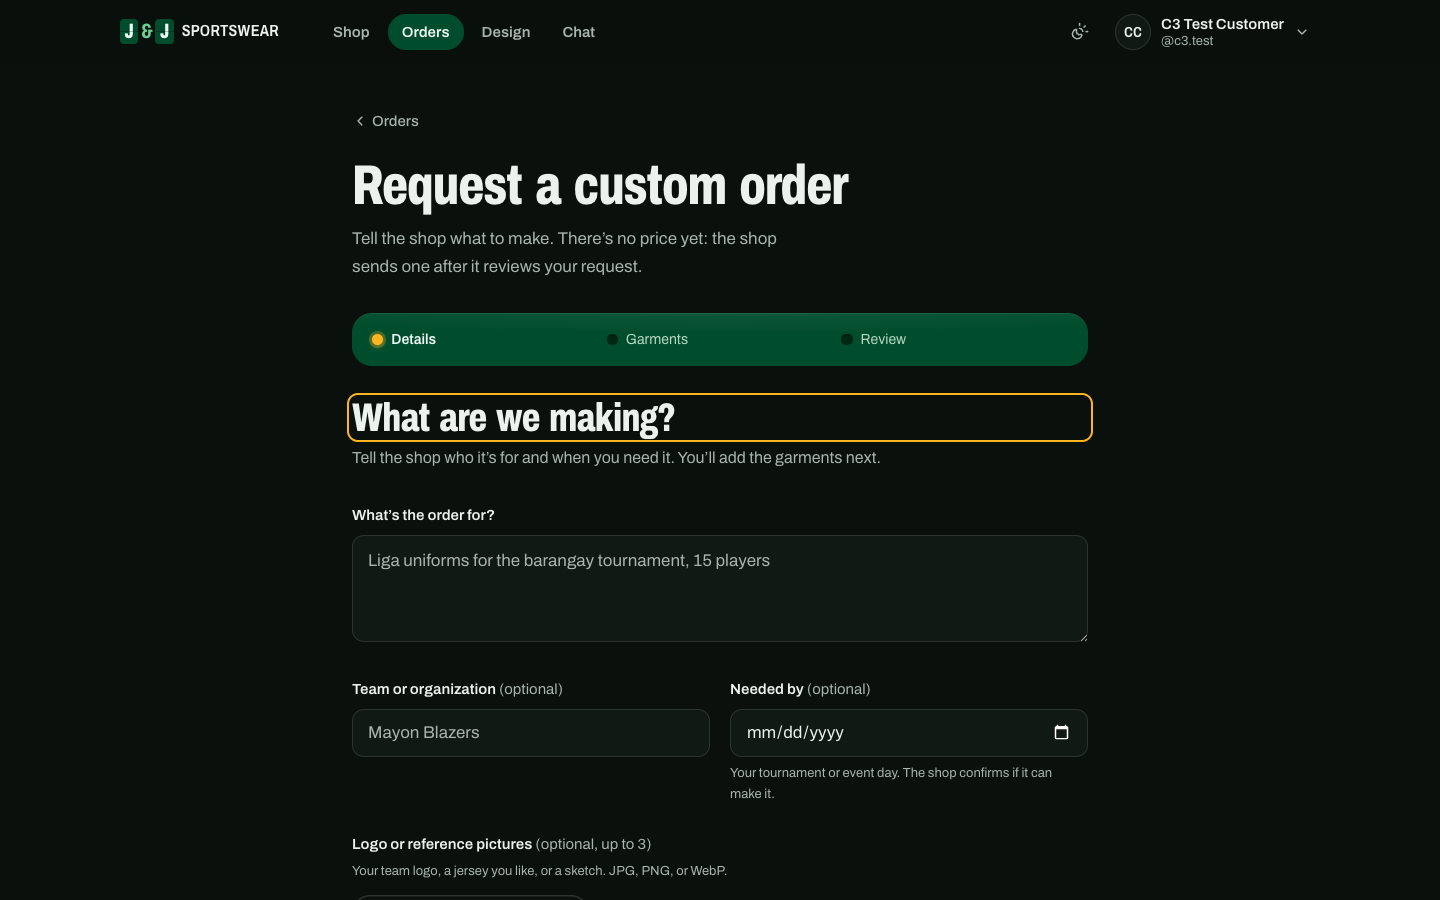 J & J SPORTSWEAR
Shop
Orders
Design
Chat
CC
C3 Test Customer
@c3.test
Orders
Request a custom order
Tell the shop what to make. There’s no price yet: the shop
sends one after it reviews your request.
Details
Garments
Review
What are we making?
Tell the shop who it’s for and when you need it. You’ll add the garments next.
What’s the order for?
Liga uniforms for the barangay tournament, 15 players
Team or organization (optional)
Mayon Blazers
Needed by (optional)
mm/dd/yyyy
Your tournament or event day. The shop confirms if it can
make it.
Logo or reference pictures (optional, up to 3)
Your team logo, a jersey you like, or a sketch. JPG, PNG, or WebP.